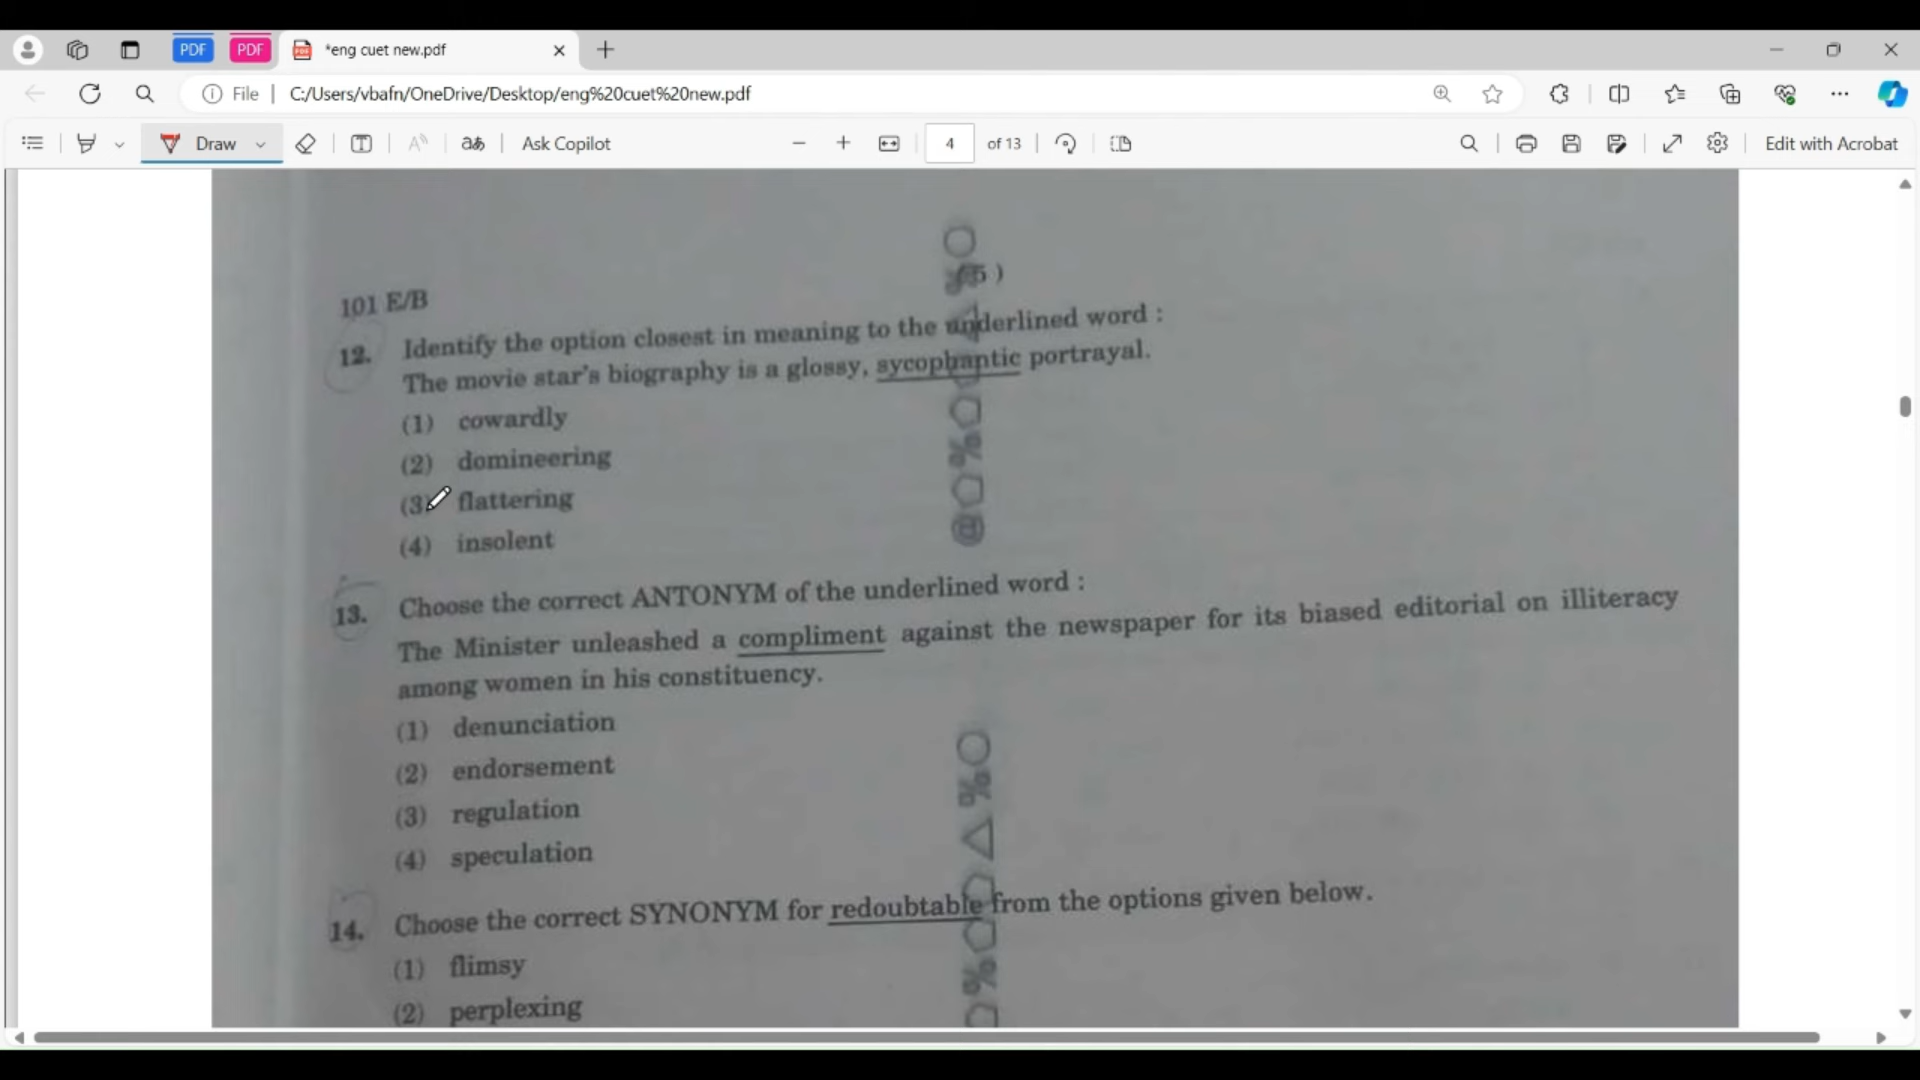 PDF
PDF
*eng cuet new.pdf
File
C:/Users/vbafn/OneDrive/Desktop/eng%20cuet%20new.pdf
Draw
Ask Copilot
4
of 13
Edit with Acrobat
101 E/B
12. Identify the option closest in meaning to the underlined word :
The movie star's biography is a glossy, sycophantic portrayal.
(1) cowardly
(2) domineering
(3) flattering
(4) insolent
13. Choose the correct ANTONYM of the underlined word :
The Minister unleashed a compliment against the newspaper for its biased editorial on illiteracy
among women in his constituency.
(1) denunciation
(2) endorsement
(3) regulation
(4) speculation
14. Choose the correct SYNONYM for redoubtable from the options given below.
(1) flimsy
(2) perplexing